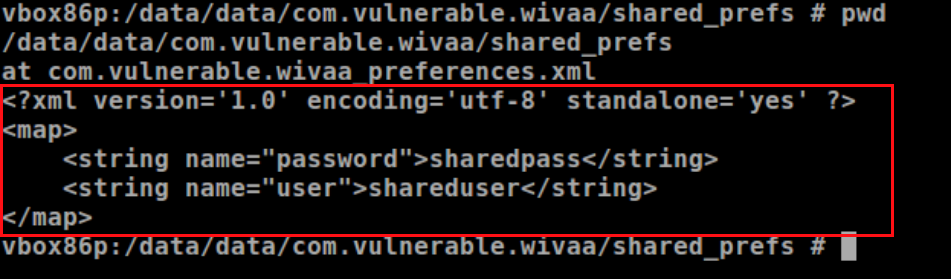 vbox86p:/data/data/com.vulnerable.wivaa/shared_prefs # pwd
/data/data/com.vulnerable.wivaa/shared_prefs
at com.vulnerable.wivaa_preferences.xml
<?xml version='1.0' encoding='utf-8' standalone='yes' ?>
<map>
    <string name="password">sharedpass</string>
    <string name="user">shareduser</string>
</map>
vbox86p:/data/data/com.vulnerable.wivaa/shared_prefs #